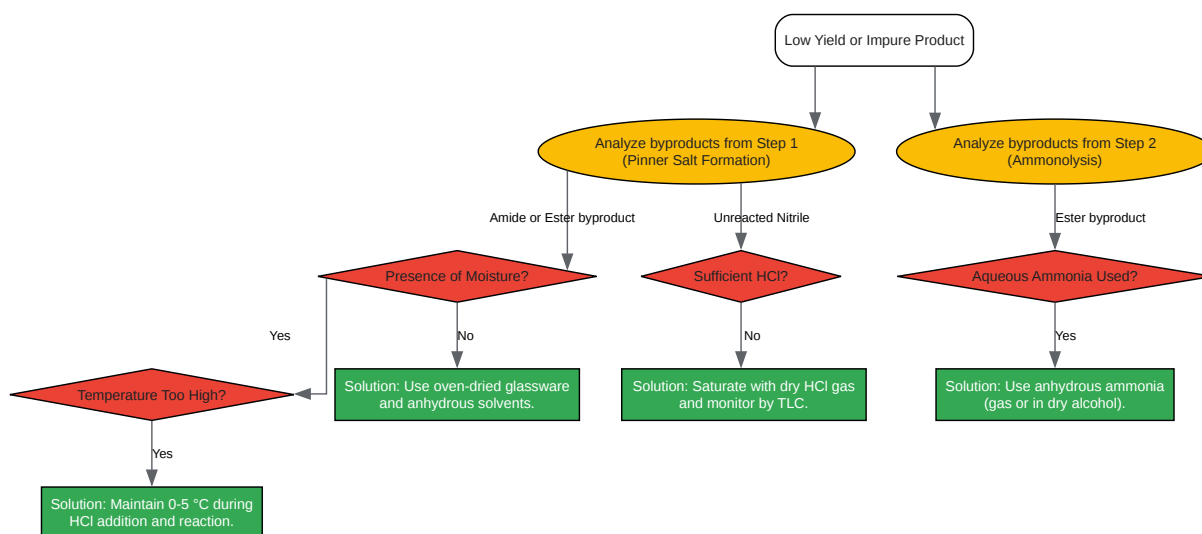 Low Yield or Impure Product
Analyze byproducts from Step 1
(Pinner Salt Formation)
Analyze byproducts from Step 2
(Ammonolysis)
Amide or Ester byproduct
Unreacted Nitrile
Ester byproduct
Presence of Moisture?
Sufficient HCl?
Aqueous Ammonia Used?
Yes
No
No
Yes
Temperature Too High?
Solution: Use oven-dried glassware
and anhydrous solvents.
Solution: Saturate with dry HCl gas
and monitor by TLC.
Solution: Use anhydrous ammonia
(gas or in dry alcohol).
Yes
Solution: Maintain 0-5 °C during
HCl addition and reaction.